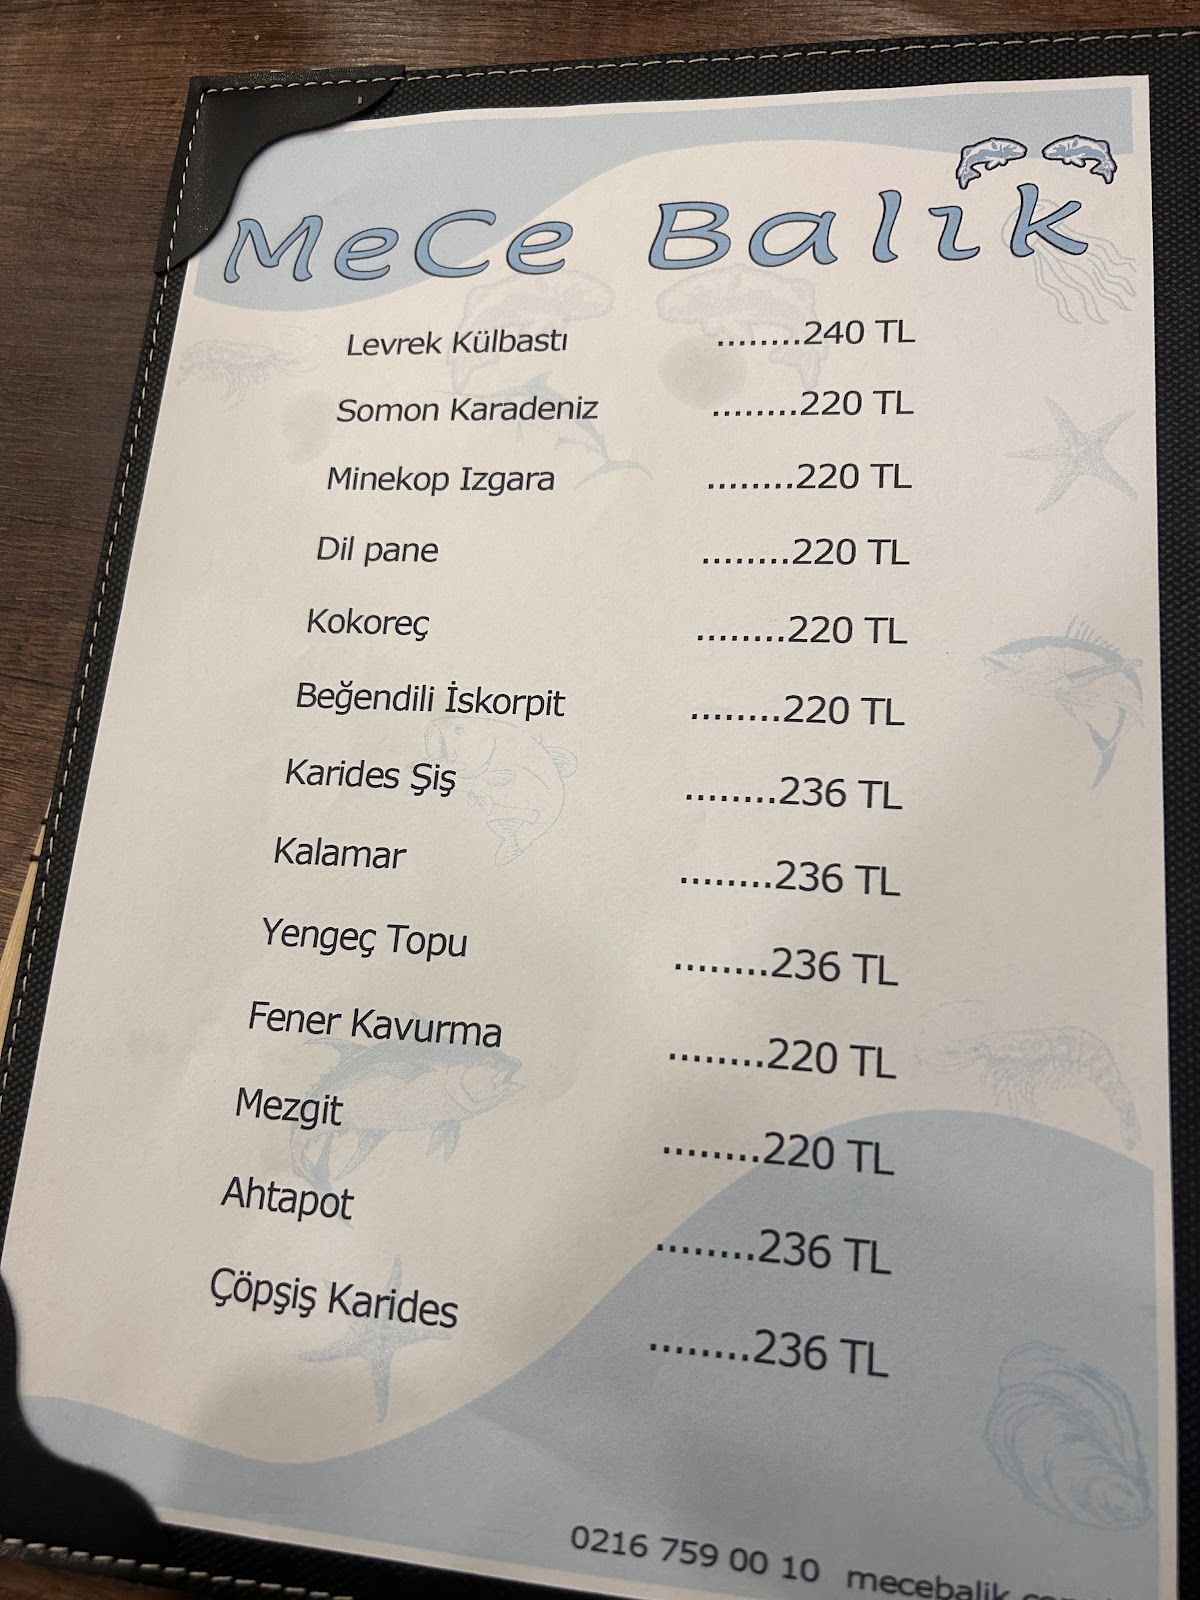 MeCe Balık
Levrek Külbastı ........240 TL
Somon Karadeniz ........220 TL
Minekop Izgara ........220 TL
Dil pane ........220 TL
Kokoreç ........220 TL
Beğendili İskorpit ........220 TL
Karides Şiş ........236 TL
Kalamar ........236 TL
Yengeç Topu ........236 TL
Fener Kavurma ........220 TL
Mezgit ........220 TL
Ahtapot ........236 TL
Çöpşiş Karides ........236 TL
0216 759 00 10 mecebalik